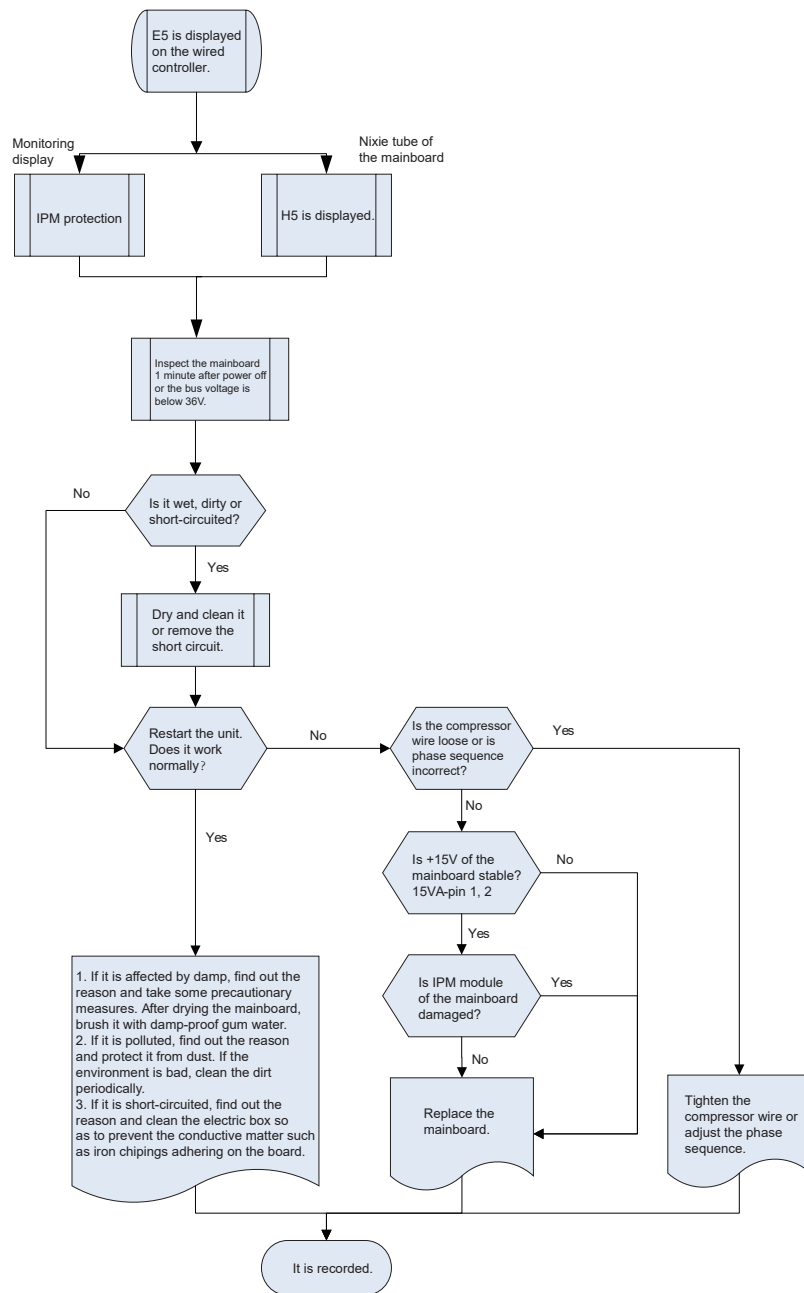 E5 is displayed
on the wired
controller.
Monitoring
display
Nixie tube of
the mainboard
IPM protection
H5 is displayed.
Inspect the mainboard
1 minute after power off
or the bus voltage is
below 36V.
No
Is it wet, dirty or
short-circuited?
Yes
Dry and clean it
or remove the
short circuit.
Restart the unit.
Does it work
normally?
No
Is the compressor
wire loose or is
phase sequence
incorrect?
Yes
No
Yes
Is +15V of the
mainboard stable?
15VA-pin 1, 2
No
Yes
Is IPM module
of the mainboard
damaged?
Yes
No
1. If it is affected by damp, find out the
reason and take some precautionary
measures. After drying the mainboard,
brush it with damp-proof gum water.
2. If it is polluted, find out the reason
and protect it from dust. If the
environment is bad, clean the dirt
periodically.
3. If it is short-circuited, find out the
reason and clean the electric box so
as to prevent the conductive matter such
as iron chipings adhering on the board.
Replace the
mainboard.
Tighten the
compressor wire or
adjust the phase
sequence.
It is recorded.